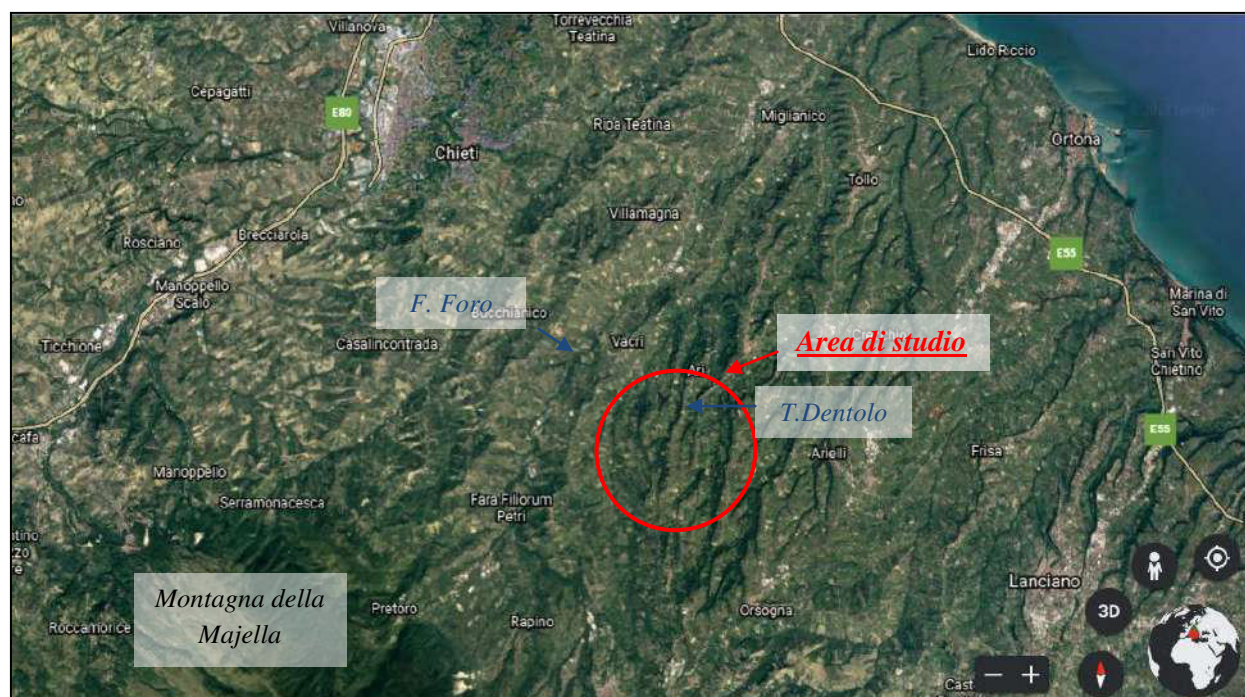 Torrevecchia
Teatina
Villanova
Lido Riccio
Cepagatti
E80
Miglianico
Ripa Teatina
Ortona
Chieti
Tollo
Villamagna
Rosciano
Brecciarola
E55
Manoppello
Scalo
Marina di
San Vito
F. Foro
Bucchianico
Area di studio
Ticchione
Casalincontrada
Vacri
Ari
San Vito
Chietino
T.Dentolo
E55
Manoppello
Arielli
Frisa
Serramonacesca
Fara Filiorum
Petri
Montagna della
Majella
Roccamorice
Pretoro
Rapino
Orsogna
Lanciano
3D